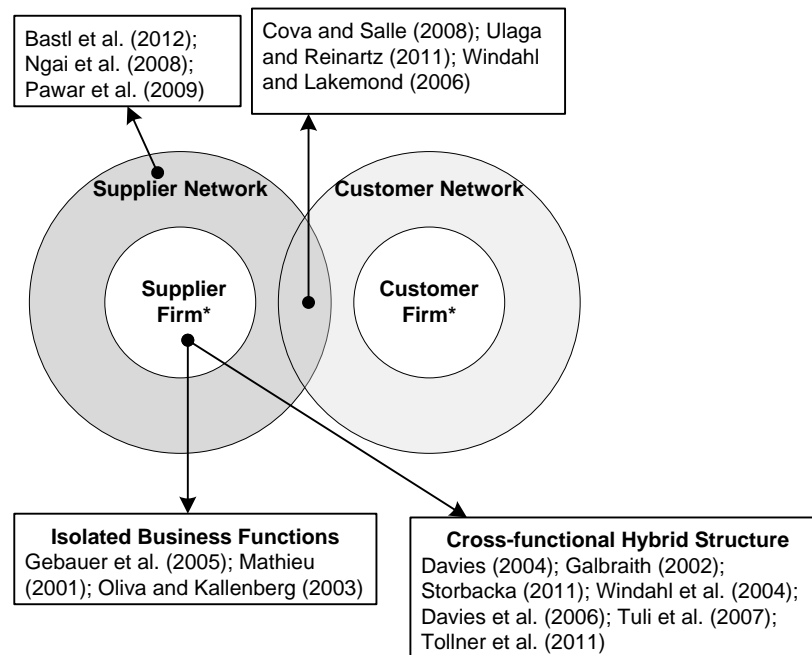 Bastl et al. (2012);
Ngai et al. (2008);
Pawar et al. (2009)
Cova and Salle (2008); Ulaga
and Reinartz (2011); Windahl
and Lakemond (2006)
Supplier Network
Customer Network
Supplier
Firm*
Customer
Firm*
Isolated Business Functions
Gebauer et al. (2005); Mathieu
(2001); Oliva and Kallenberg (2003)
Cross-functional Hybrid Structure
Davies (2004); Galbraith (2002);
Storbacka (2011); Windahl et al. (2004);
Davies et al. (2006); Tuli et al. (2007);
Tollner et al. (2011)